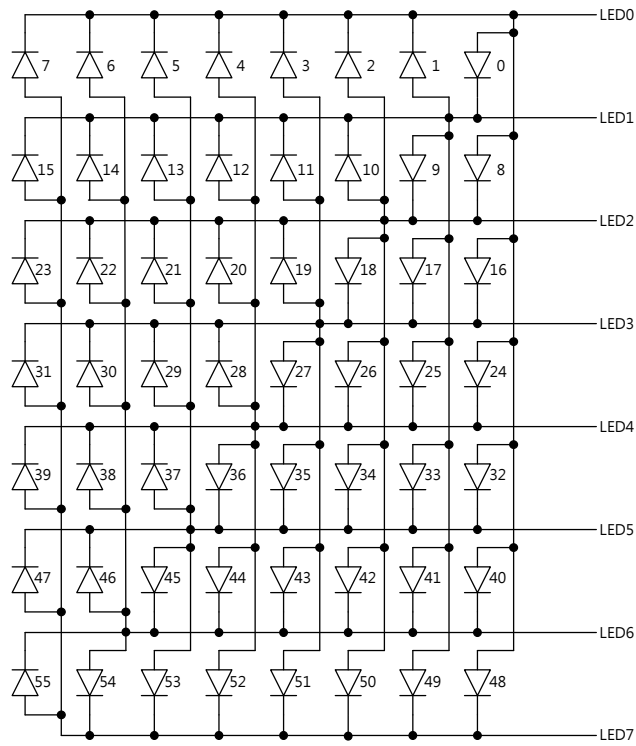 LED0
7 6 5 4 3 2 1 0
LED1
15 14 13 12 11 10 9 8
LED2
23 22 21 20 19 18 17 16
LED3
31 30 29 28 27 26 25 24
LED4
39 38 37 36 35 34 33 32
LED5
47 46 45 44 43 42 41 40
LED6
55 54 53 52 51 50 49 48
LED7